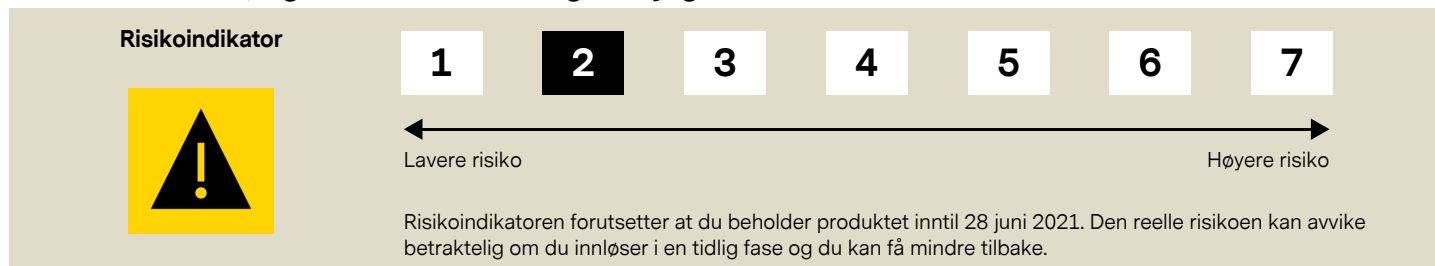 Risikoindikator
1 2 3 4 5 6 7
Lavere risiko Høyere risiko
Risikoindikatoren forutsetter at du beholder produktet inntil 28 juni 2021. Den reelle risikoen kan avvike
betraktelig om du innløser i en tidlig fase og du kan få mindre tilbake.